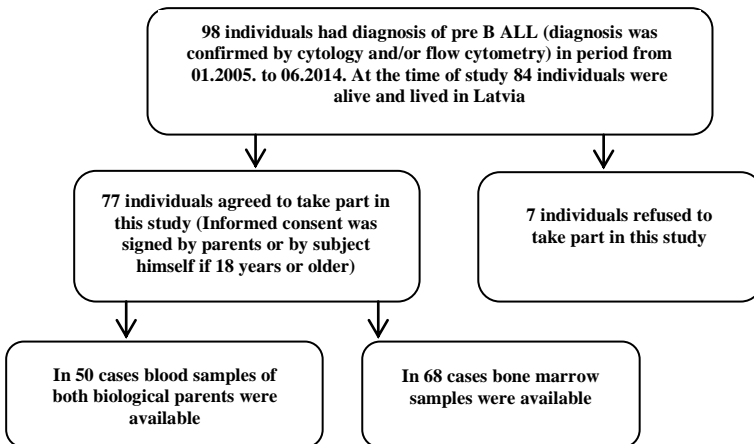 98 individuals had diagnosis of pre B ALL (diagnosis was
confirmed by cytology and/or flow cytometry) in period from
01.2005. to 06.2014. At the time of study 84 individuals were
alive and lived in Latvia
77 individuals agreed to take part in
this study (Informed consent was
signed by parents or by subject
himself if 18 years or older)
7 individuals refused to
take part in this study
In 50 cases blood samples of
both biological parents were
available
In 68 cases bone marrow
samples were available